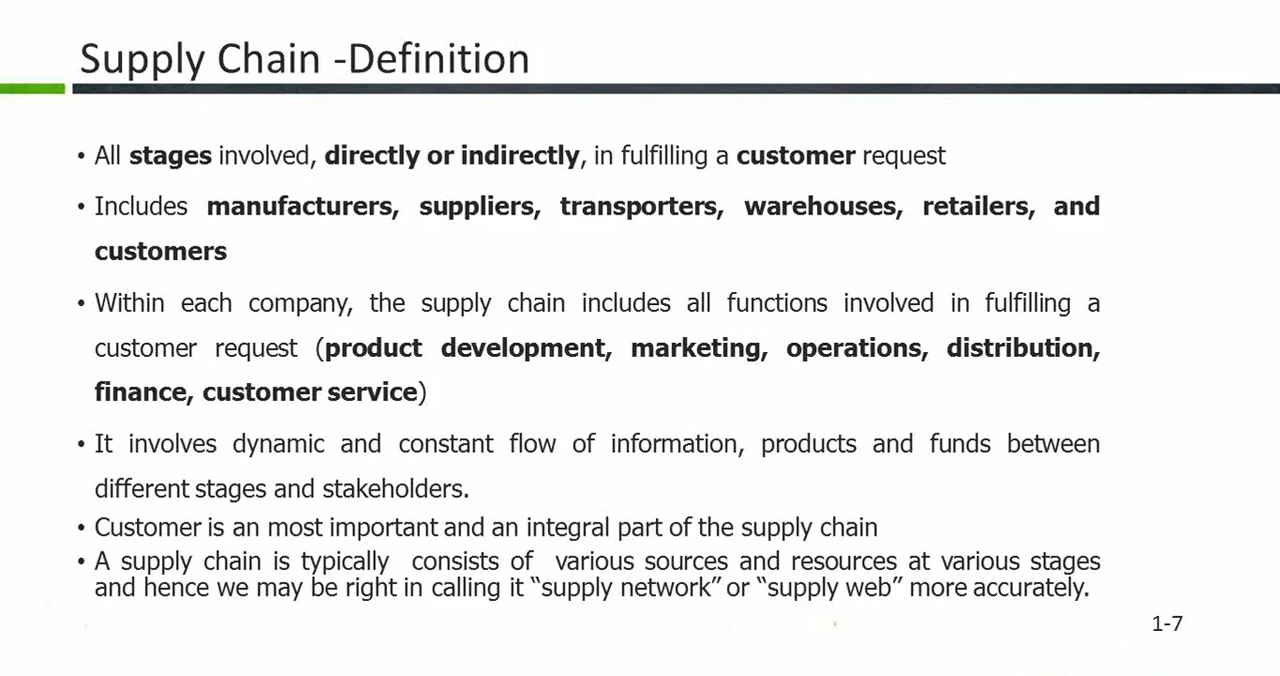 Supply Chain -Definition
• All stages involved, directly or indirectly, in fulfilling a customer request
• Includes manufacturers, suppliers, transporters, warehouses, retailers, and
customers
• Within each company, the supply chain includes all functions involved in fulfilling a
customer request (product development, marketing, operations, distribution,
finance, customer service)
• It involves dynamic and constant flow of information, products and funds between
different stages and stakeholders.
• Customer is an most important and an integral part of the supply chain
• A supply chain is typically consists of various sources and resources at various stages
and hence we may be right in calling it “supply network” or “supply web” more accurately.
1-7